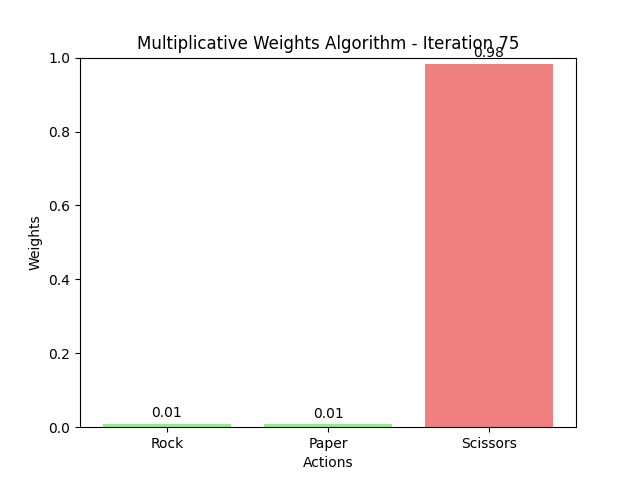 Multiplicative Weights Algorithm - Iteration 75
0.98
1.0
0.8
0.6
0.4
0.2
0.0
Weights
0.01
0.01
Rock Paper Scissors
Actions